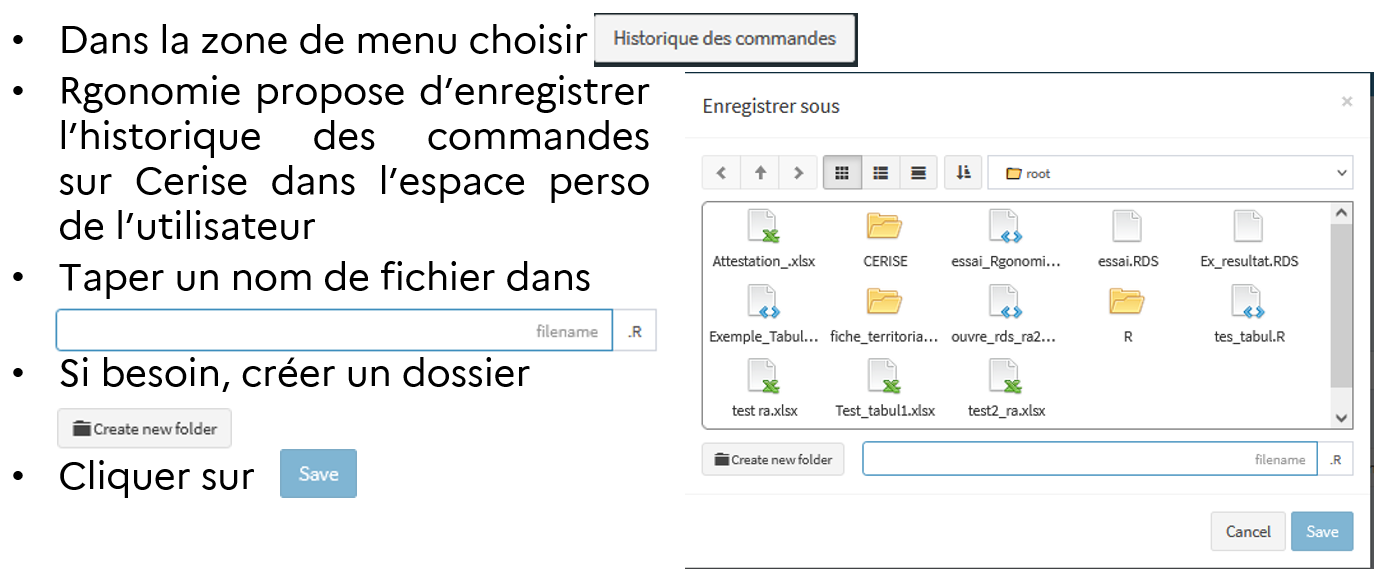 • Dans la zone de menu choisir Historique des commandes
• Rgonomie propose d’enregistrer
l’historique des commandes
sur Cerise dans l’espace perso
de l’utilisateur
• Taper un nom de fichier dans
filename .R
• Si besoin, créer un dossier
Create new folder
• Cliquer sur Save
Enregistrer sous ×
root
Attestation_.xlsx CERISE essai_Rgonomi... essai.RDS Ex_resultat.RDS
Exemple_Tabul... fiche_territoria... ouvre_rds_ra2... R tes_tabul.R
test ra.xlsx Test_tabul1.xlsx test2_ra.xlsx
Create new folder filename .R
Cancel Save